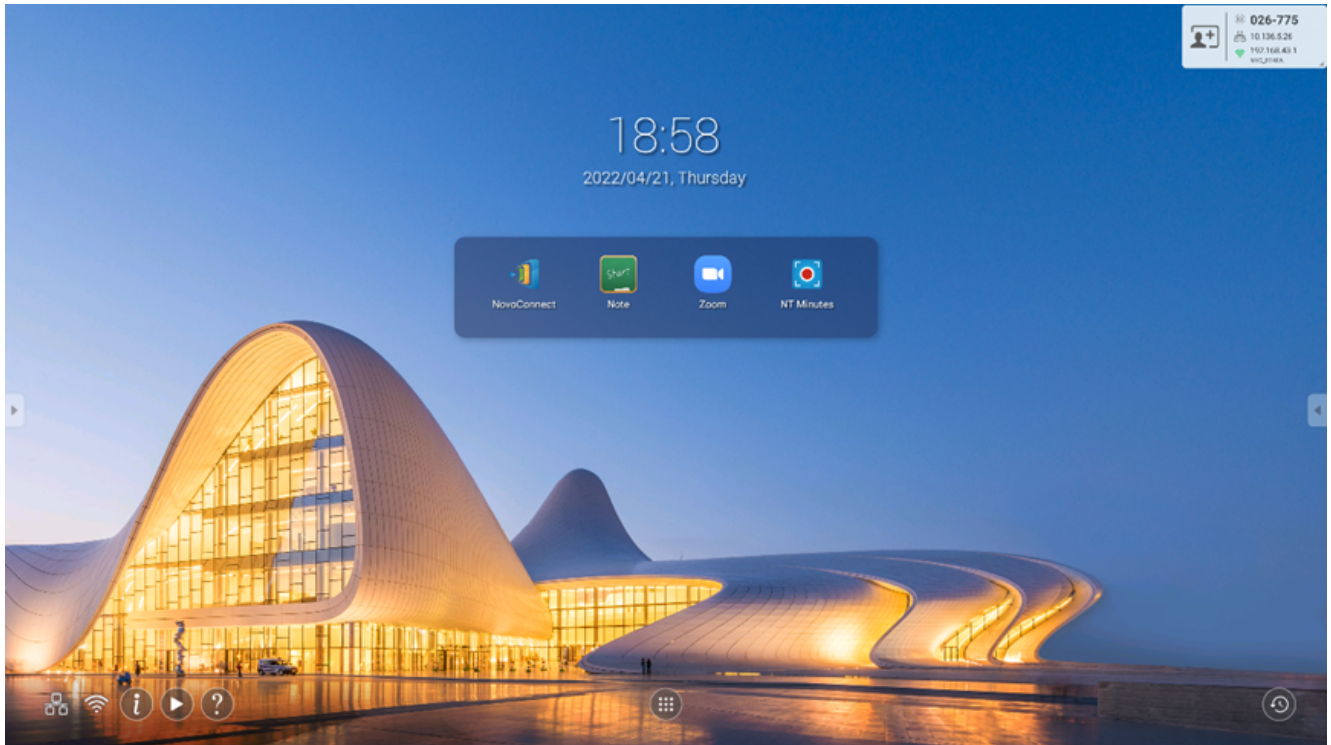 026-775
10.136.5.26
192.168.43.1
18:58
2022/04/21, Thursday
NovoConnect
Start
Note
Zoom
NT Minutes